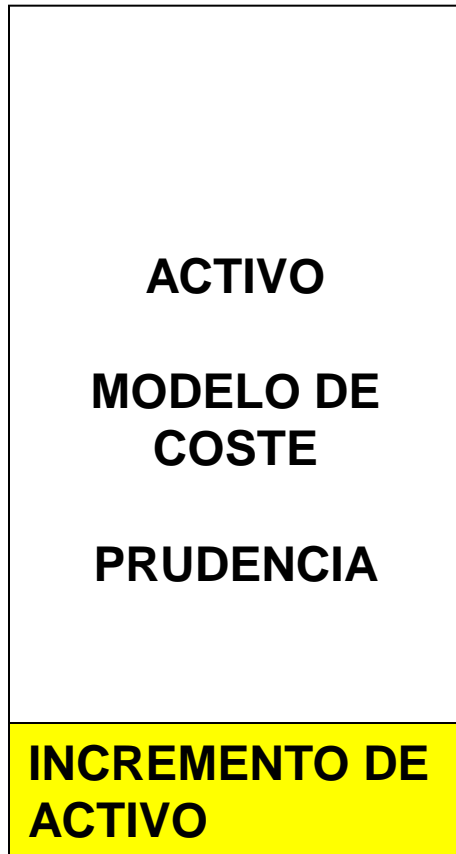 ACTIVO
MODELO DE
COSTE
PRUDENCIA
INCREMENTO DE
ACTIVO